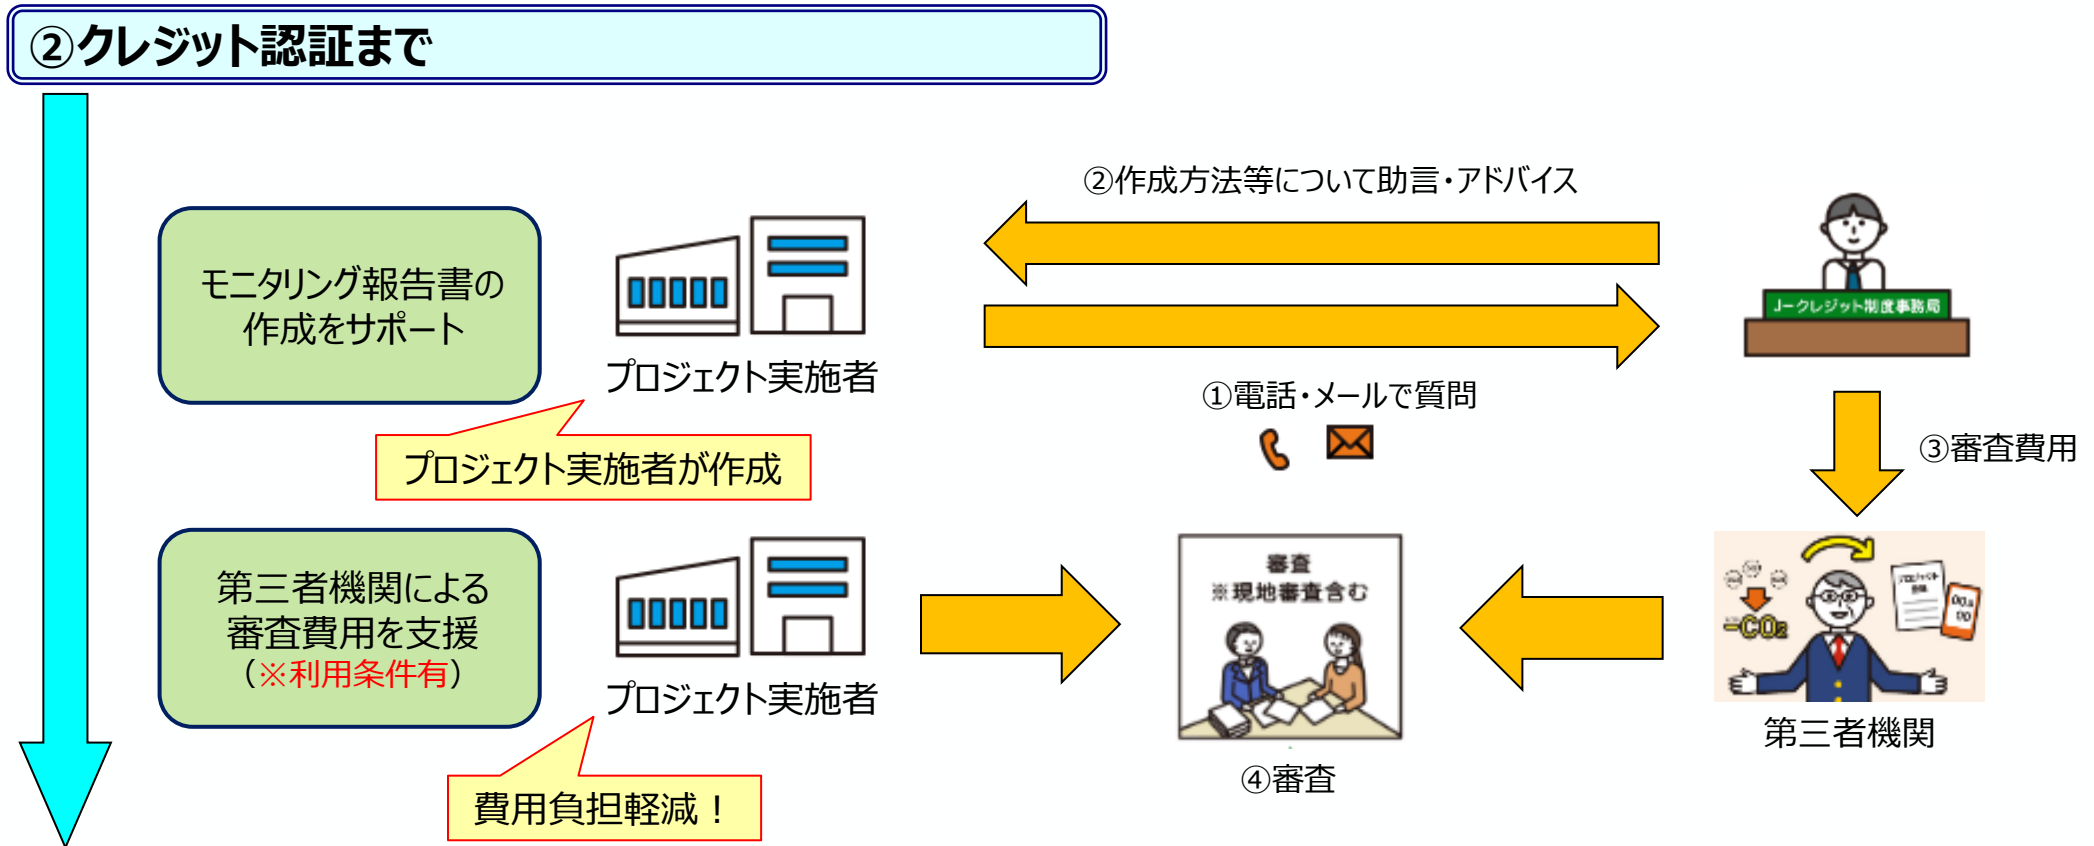 ②クレジット認証まで
②作成方法等について助言・アドバイス
モニタリング報告書の
作成をサポート
プロジェクト実施者
J－クレジット制度事務局
①電話・メールで質問
プロジェクト実施者が作成
③審査費用
第三者機関による
審査費用を支援
（※利用条件有）
プロジェクト実施者
審査
※現地審査含む
-CO2
第三者機関
④審査
費用負担軽減！